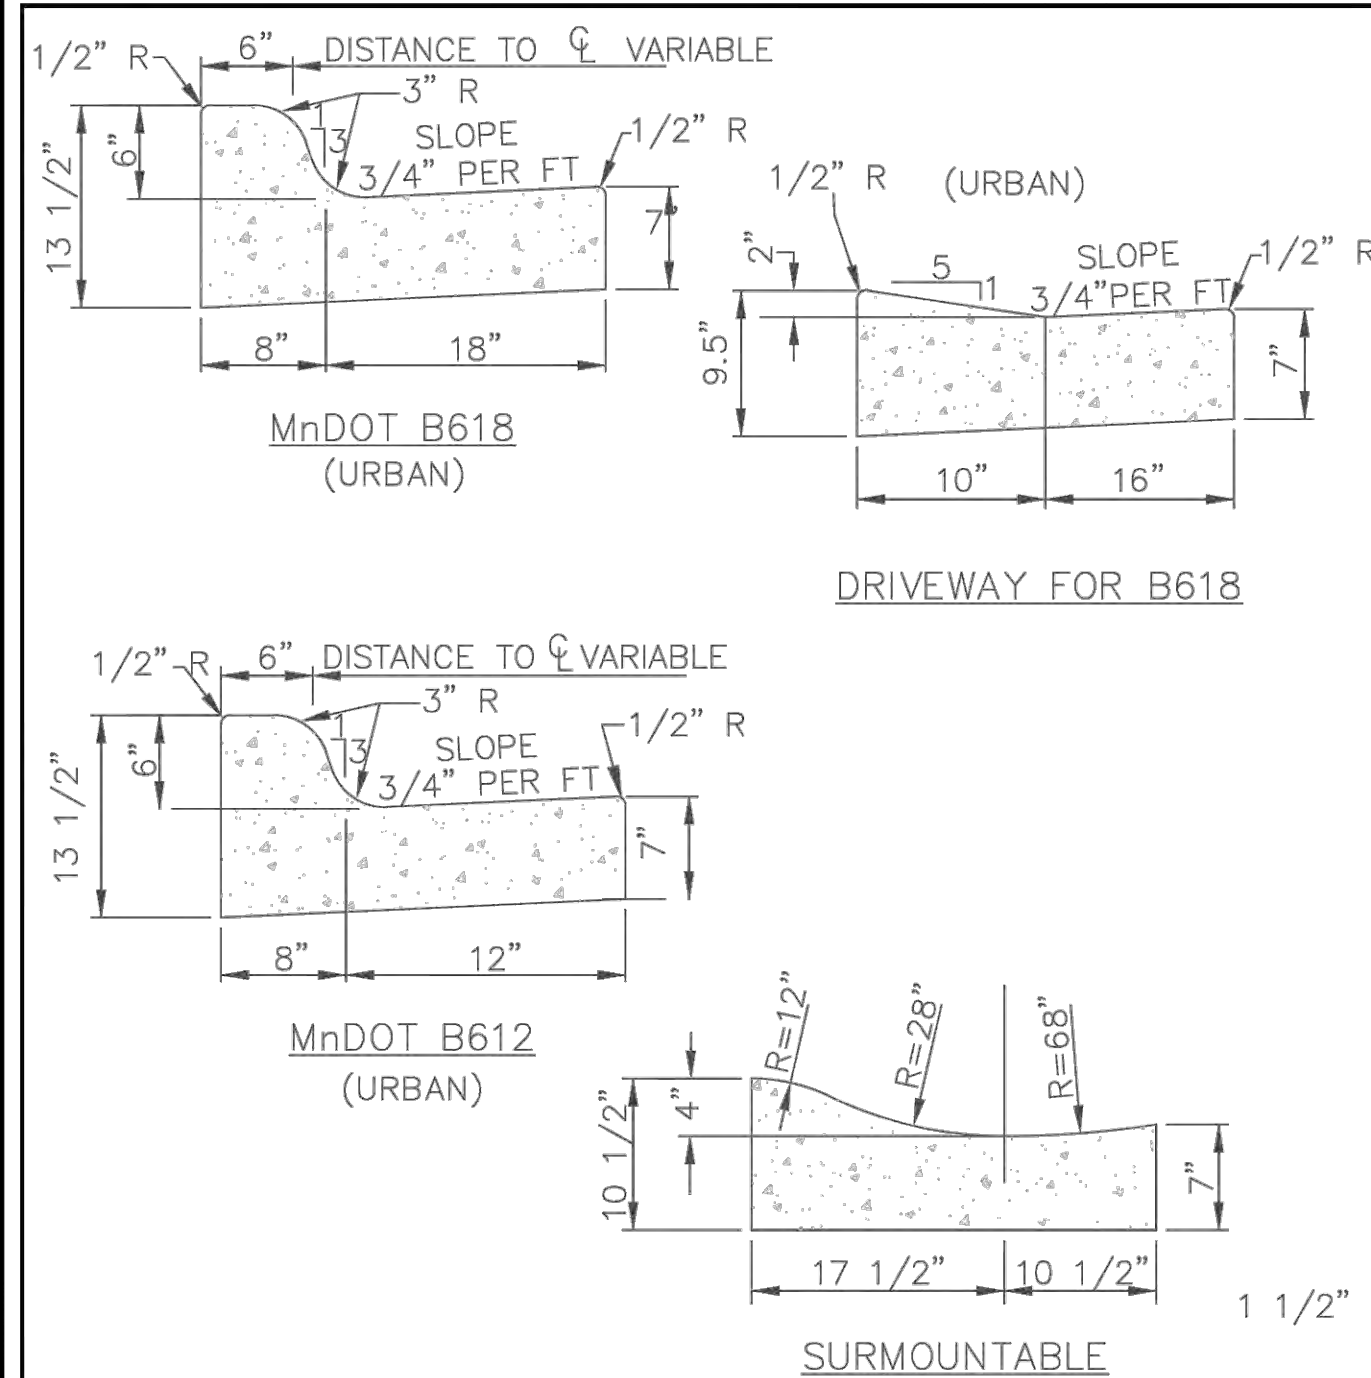 1/2” R
6”
DISTANCE TO ℄ VARIABLE
3” R
1
3
6”
13 1/2”
SLOPE
3/4” PER FT
1/2” R
7”
8”
18”
MnDOT B618
(URBAN)
1/2” R
(URBAN)
2”
5
1
SLOPE
3/4”PER FT
1/2” R
9.5”
7”
10”
16”
DRIVEWAY FOR B618
1/2” R
6”
DISTANCE TO ℄ VARIABLE
3” R
1
3
6”
13 1/2”
SLOPE
3/4” PER FT
1/2” R
7”
8”
12”
MnDOT B612
(URBAN)
R=12”
R=28”
R=68”
4”
10 1/2”
7”
17 1/2”
10 1/2”
1 1/2”
SURMOUNTABLE